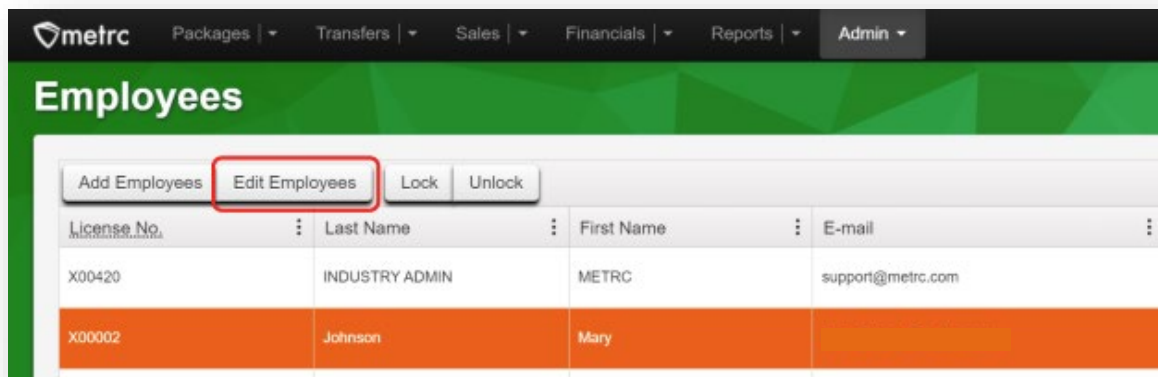 metrc Packages | Transfers | Sales | Financials | Reports | Admin
Employees
Add Employees Edit Employees Lock Unlock
License No. Last Name First Name E-mail
X00420 INDUSTRY ADMIN METRC support@metrc.com
X00002 Johnson Mary